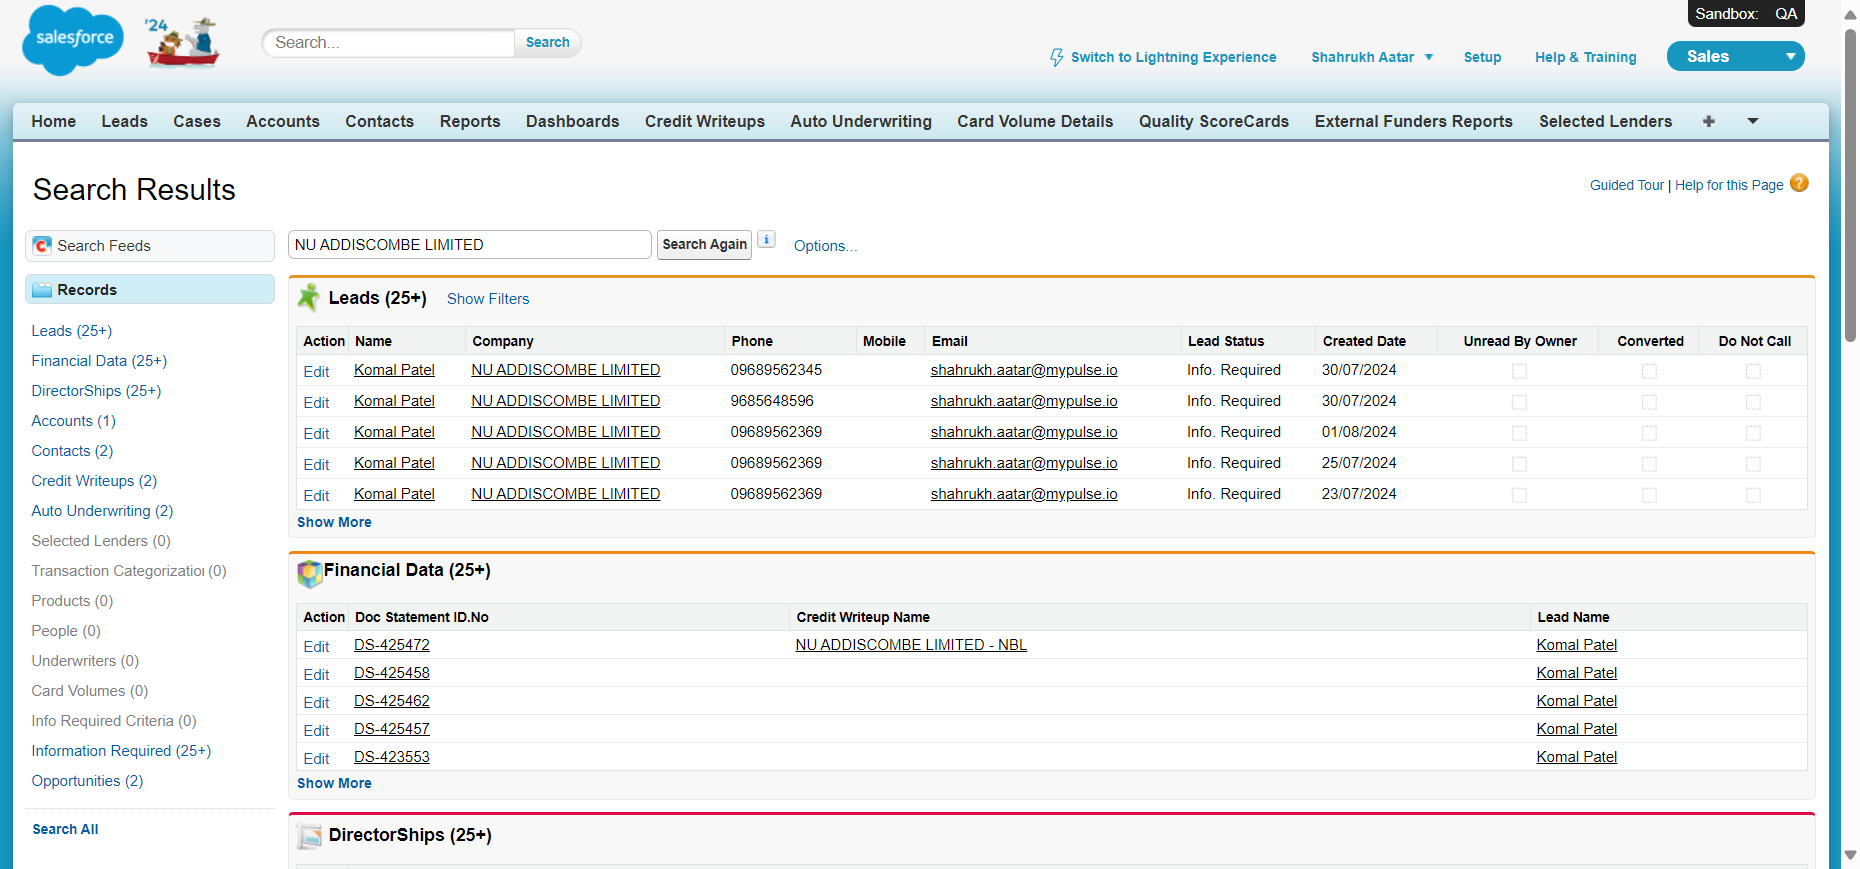 Sandbox: QA
salesforce
'24
Search...
Search
Switch to Lightning Experience
Shahrukh Aatar
Setup
Help & Training
Sales
Home Leads Cases Accounts Contacts Reports Dashboards Credit Writeups Auto Underwriting Card Volume Details Quality ScoreCards External Funders Reports Selected Lenders +
Search Results
Guided Tour | Help for this Page ?
Search Feeds
Records
Leads (25+)
Financial Data (25+)
DirectorShips (25+)
Accounts (1)
Contacts (2)
Credit Writeups (2)
Auto Underwriting (2)
Selected Lenders (0)
Transaction Categorization (0)
Products (0)
People (0)
Underwriters (0)
Card Volumes (0)
Info Required Criteria (0)
Information Required (25+)
Opportunities (2)
Search All
NU ADDISCOMBE LIMITED Search Again i Options...
Leads (25+) Show Filters
Action Name Company Phone Mobile Email Lead Status Created Date Unread By Owner Converted Do Not Call
Edit Komal Patel NU ADDISCOMBE LIMITED 09689562345 shahrukh.aatar@mypulse.io Info. Required 30/07/2024
Edit Komal Patel NU ADDISCOMBE LIMITED 9685648596 shahrukh.aatar@mypulse.io Info. Required 30/07/2024
Edit Komal Patel NU ADDISCOMBE LIMITED 09689562369 shahrukh.aatar@mypulse.io Info. Required 01/08/2024
Edit Komal Patel NU ADDISCOMBE LIMITED 09689562369 shahrukh.aatar@mypulse.io Info. Required 25/07/2024
Edit Komal Patel NU ADDISCOMBE LIMITED 09689562369 shahrukh.aatar@mypulse.io Info. Required 23/07/2024
Show More
Financial Data (25+)
Action Doc Statement ID.No Credit Writeup Name Lead Name
Edit DS-425472 NU ADDISCOMBE LIMITED - NBL Komal Patel
Edit DS-425458 Komal Patel
Edit DS-425462 Komal Patel
Edit DS-425457 Komal Patel
Edit DS-423553 Komal Patel
Show More
DirectorShips (25+)